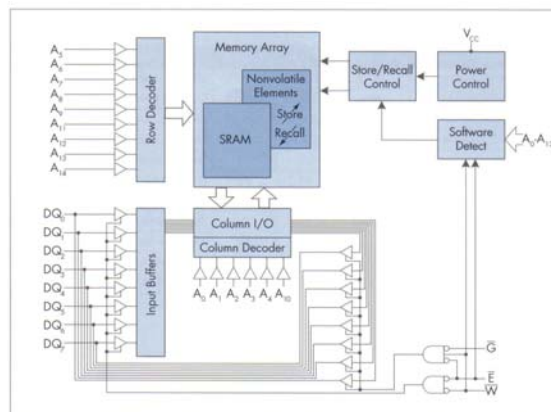 A5
A6
A7
A8
A9
A11
A12
A13
A14
Row Decoder
Memory Array
Nonvolatile
Elements
Store
Recall
SRAM
Store/Recall
Control
VCC
Power
Control
Software
Detect
DQ0
DQ1
DQ2
DQ3
DQ4
DQ5
DQ6
DQ7
Input Buffers
Column I/O
Column Decoder
A0 A1 A2 A3 A4 A10
G
E
W